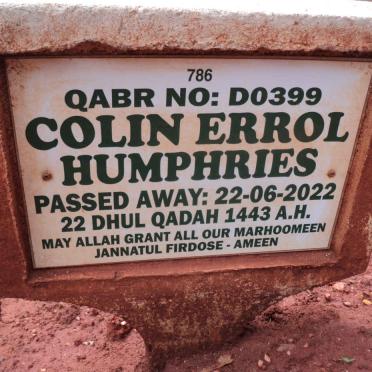 786
QABR NO: D0399
COLIN ERROL
HUMPHRIES
PASSED AWAY: 22-06-2022
22 DHUL QADAH 1443 A.H.
MAY ALLAH GRANT ALL OUR MARHOOMEEN
JANNATUL FIRDOSE - AMEEN